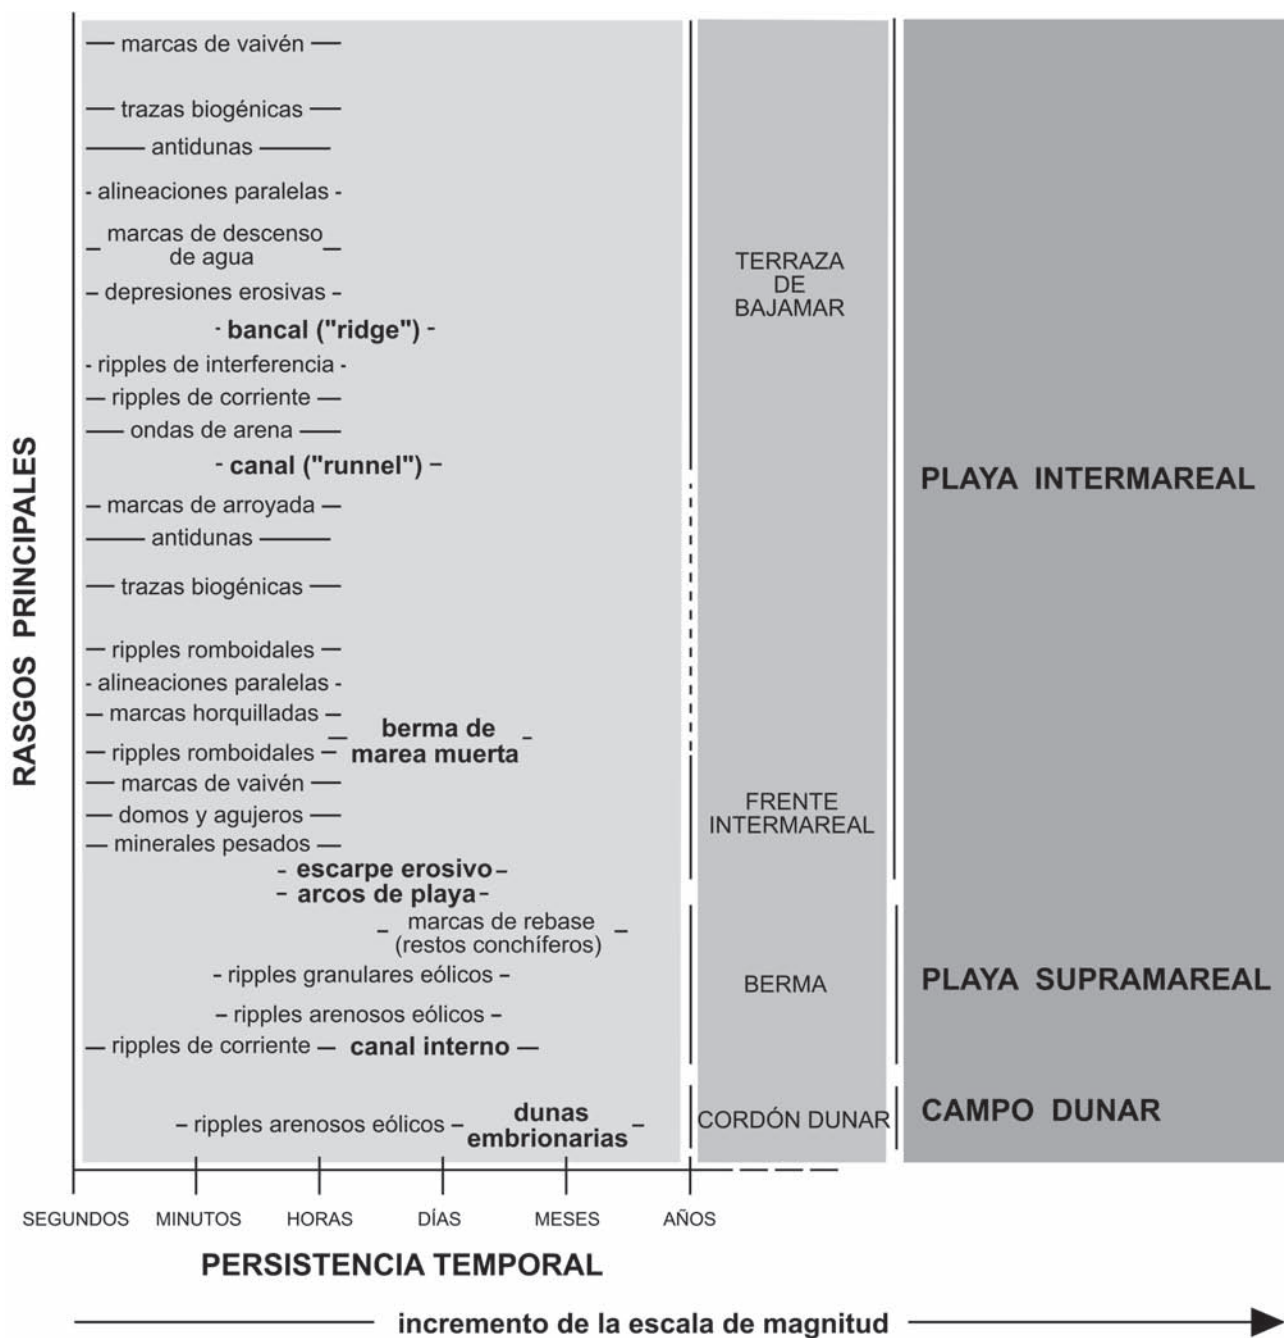 RASGOS PRINCIPALES
marcas de vaivén
trazas biogénicas
antidunas
alineaciones paralelas
marcas de descenso
de agua
depresiones erosivas
bancal ("ridge")
ripples de interferencia
ripples de corriente
ondas de arena
canal ("runnel")
marcas de arroyada
antidunas
trazas biogénicas
ripples romboidales
alineaciones paralelas
marcas horquilladas
berma de
marea muerta
ripples romboidales
marcas de vaivén
domos y agujeros
minerales pesados
escarpe erosivo
arcos de playa
marcas de rebase
(restos conchíferos)
ripples granulares eólicos
ripples arenosos eólicos
ripples de corriente
canal interno
ripples arenosos eólicos
dunas
embrionarias
TERRAZA
DE
BAJAMAR
FRENTE
INTERMAREAL
BERMA
CORDÓN DUNAR
PLAYA INTERMAREAL
PLAYA SUPRAMAREAL
CAMPO DUNAR
SEGUNDOS MINUTOS HORAS DÍAS MESES AÑOS
PERSISTENCIA TEMPORAL
incremento de la escala de magnitud